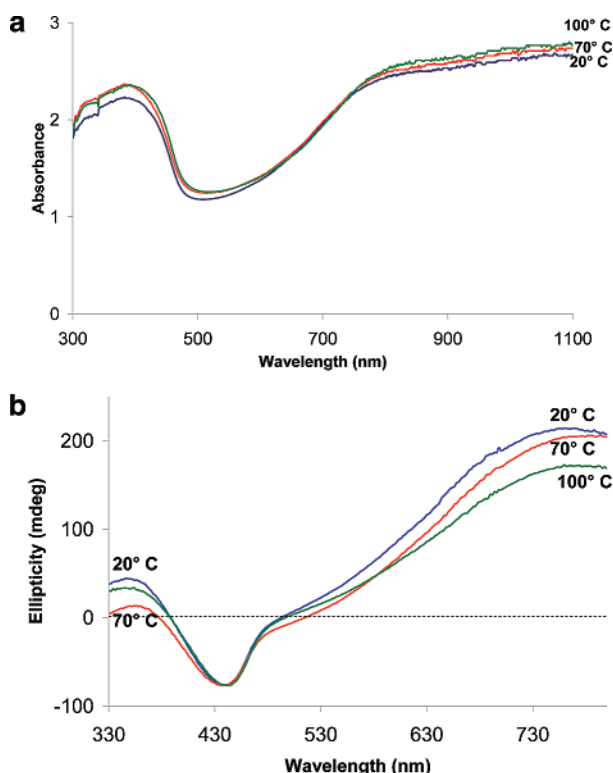 a
3
2
1
0
Absorbance
100° C
70° C
20° C
300 500 700 900 1100
Wavelength (nm)
b
200
100
0
-100
Ellipticity (mdeg)
20° C
70° C
100° C
20° C
70° C
330 430 530 630 730
Wavelength (nm)